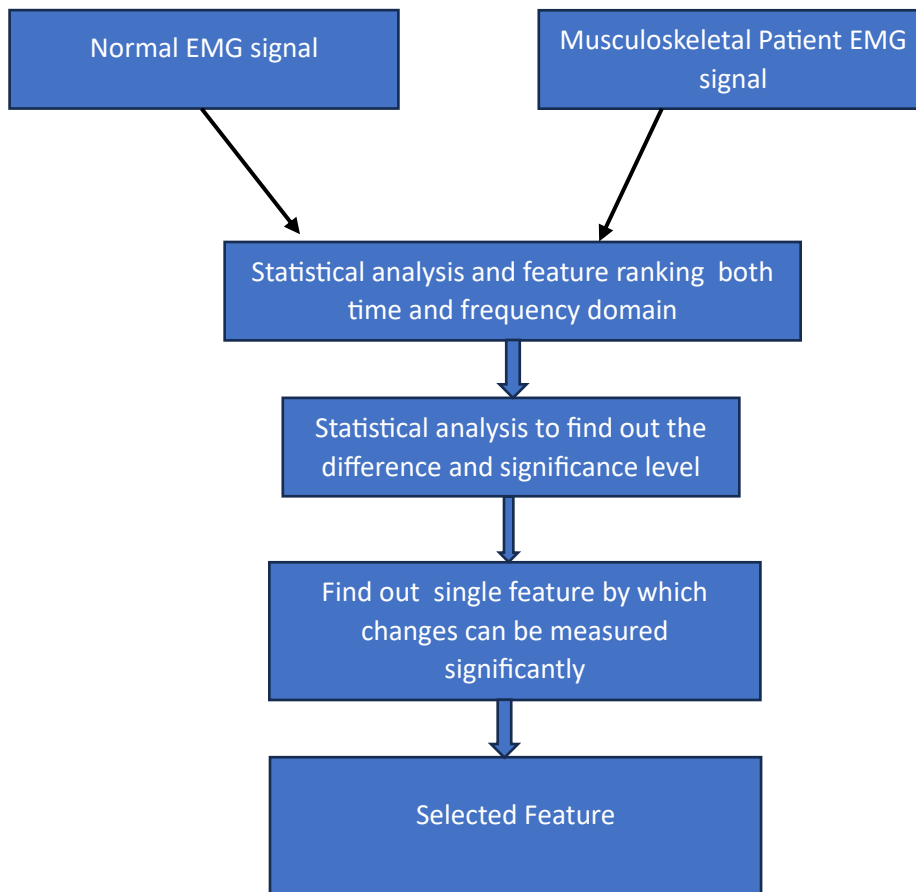 Normal EMG signal
Musculoskeletal Patient EMG
signal
Statistical analysis and feature ranking  both
time and frequency domain
Statistical analysis to find out the
difference and significance level
Find out  single feature by which
changes can be measured
significantly
Selected Feature